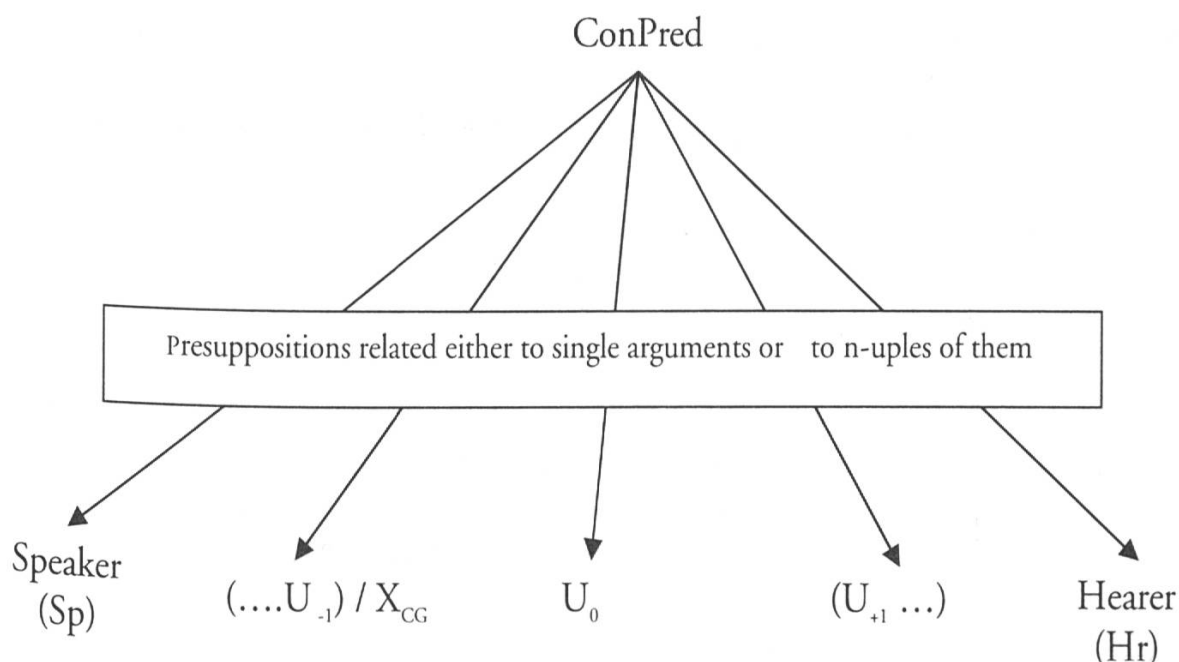 ConPred
Presuppositions related either to single arguments or to n-uples of them
Speaker
(Sp)
(....U₋₁) / X_CG
U₀
(U₊₁ ...)
Hearer
(Hr)